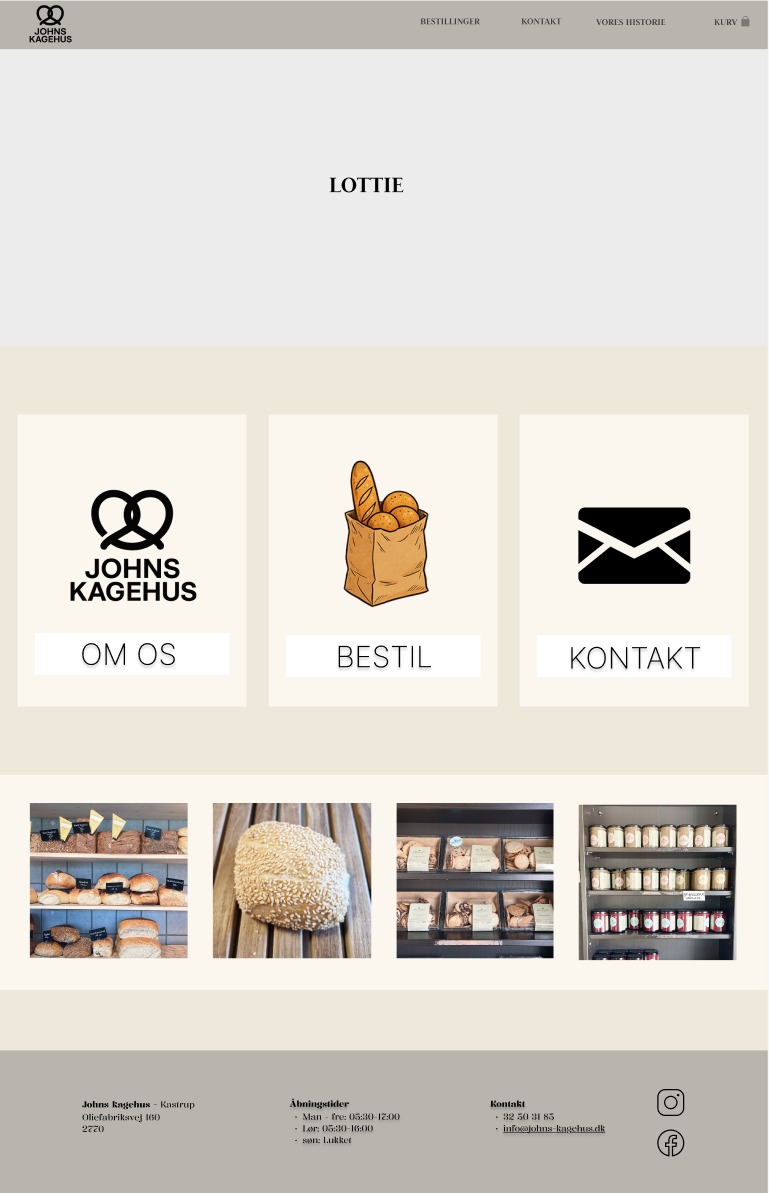 JOHNS
KAGEHUS
BESTILLINGER
KONTAKT
VORES HISTORIE
KURV
LOTTIE
JOHNS
KAGEHUS
OM OS
BESTIL
KONTAKT
Johns kagehus - Kastrup
Oliefabriksvej 160
2770
Åbningstider
· Man - fre: 05:30-17:00
· Lør: 05:30-16:00
· søn: Lukket
Kontakt
· 32 50 31 85
· info@johns-kagehus.dk